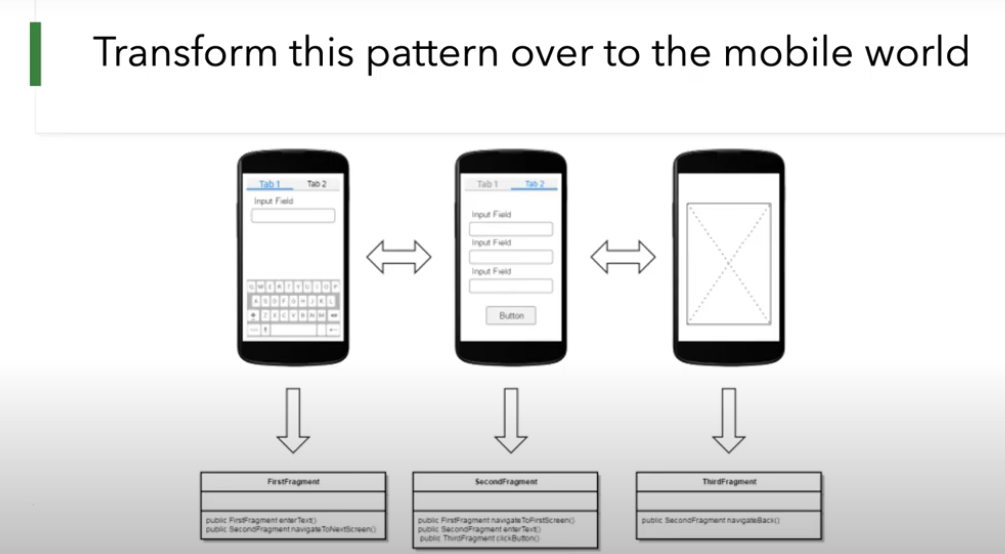 Transform this pattern over to the mobile world
Tab 1 Tab 2
Input Field
Q W E R T Y U I O P
A S D F G H J K L
Z X C V B N M
Tab 1 Tab 2
Input Field
Input Field
Input Field
Button
FirstFragment
public FirstFragment enterText()
public SecondFragment navigateToNextScreen()
SecondFragment
public FirstFragment navigateToFirstScreen()
public SecondFragment enterText()
public ThirdFragment clickButton()
ThirdFragment
public SecondFragment navigateBack()